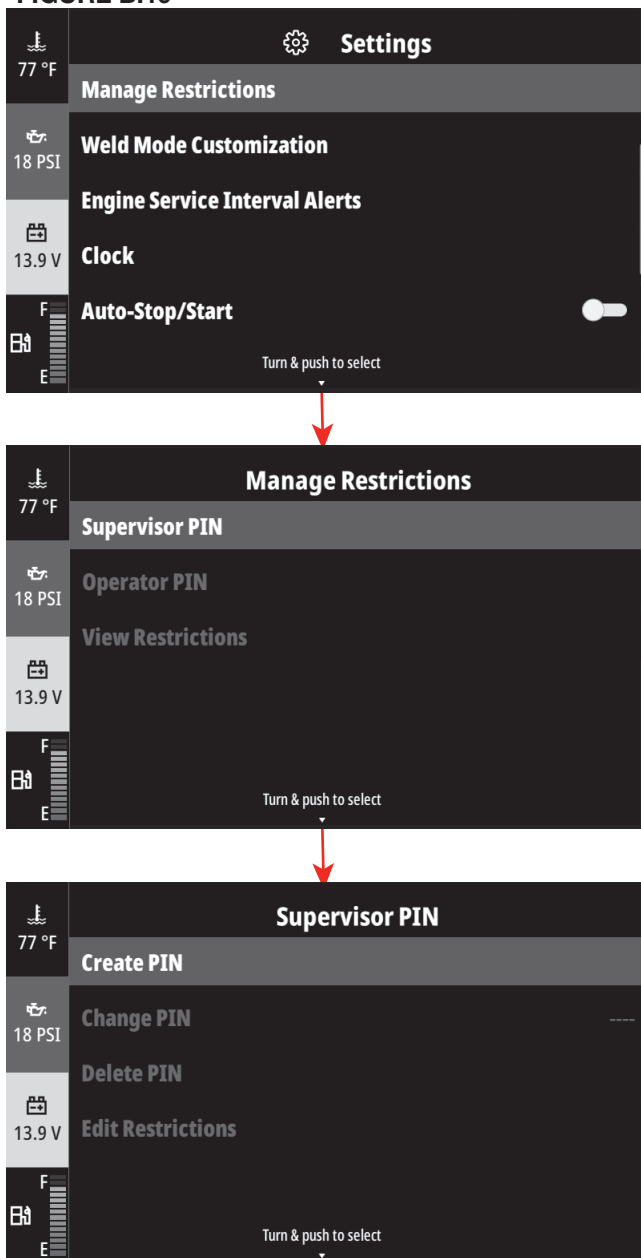 Settings
77 °F
Manage Restrictions
Weld Mode Customization
18 PSI
Engine Service Interval Alerts
Clock
13.9 V
Auto-Stop/Start
F
E
Turn & push to select
Manage Restrictions
77 °F
Supervisor PIN
Operator PIN
18 PSI
View Restrictions
13.9 V
F
E
Turn & push to select
Supervisor PIN
77 °F
Create PIN
Change PIN ----
18 PSI
Delete PIN
Edit Restrictions
13.9 V
F
E
Turn & push to select